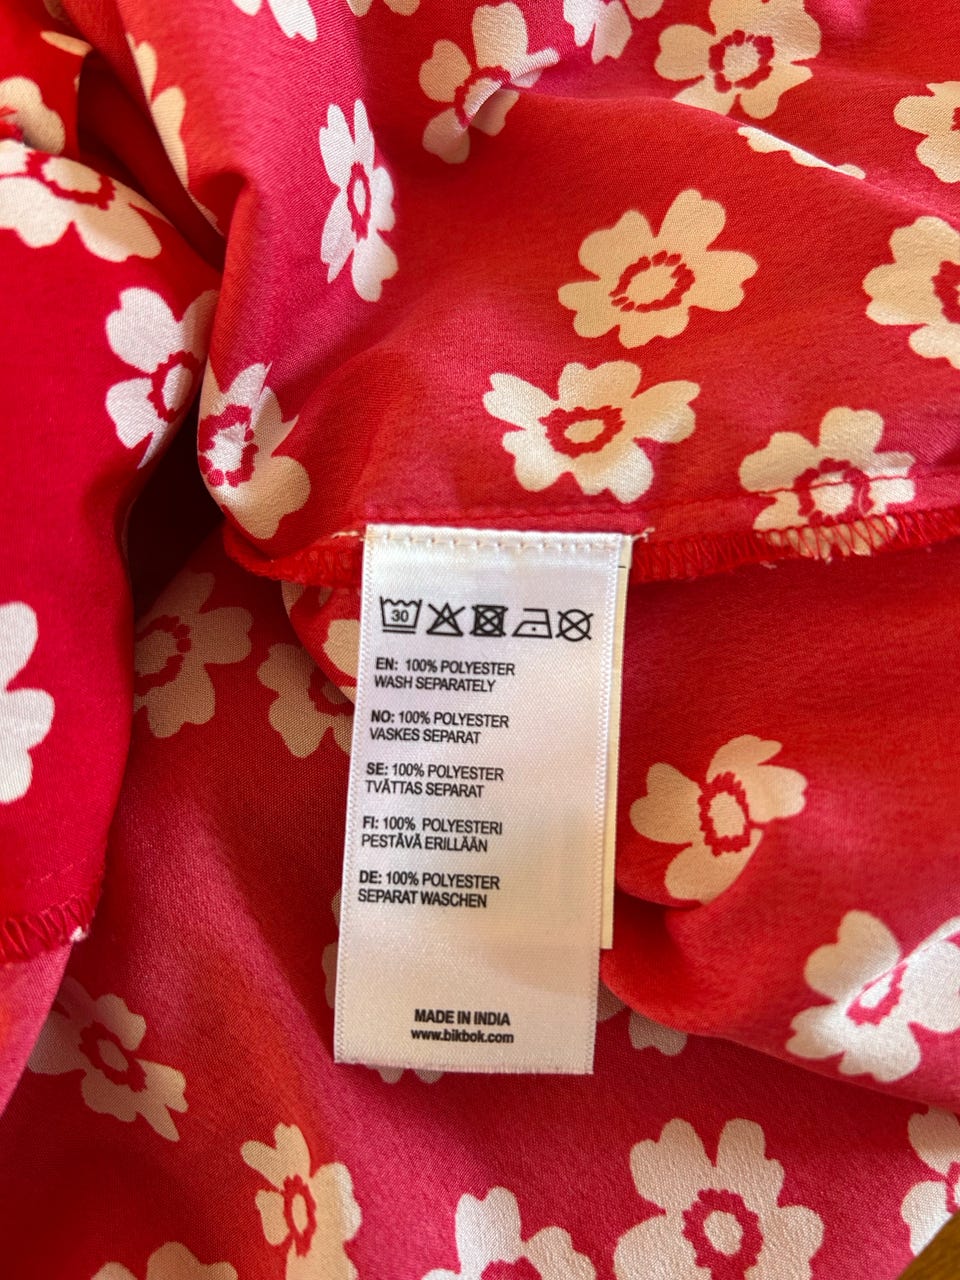 30
EN: 100% POLYESTER
WASH SEPARATELY
NO: 100% POLYESTER
VASKES SEPARAT
SE: 100% POLYESTER
TVÄTTAS SEPARAT
FI: 100% POLYESTERI
PESTÄVÄ ERILLÄÄN
DE: 100% POLYESTER
SEPARAT WASCHEN
MADE IN INDIA
www.bikbok.com